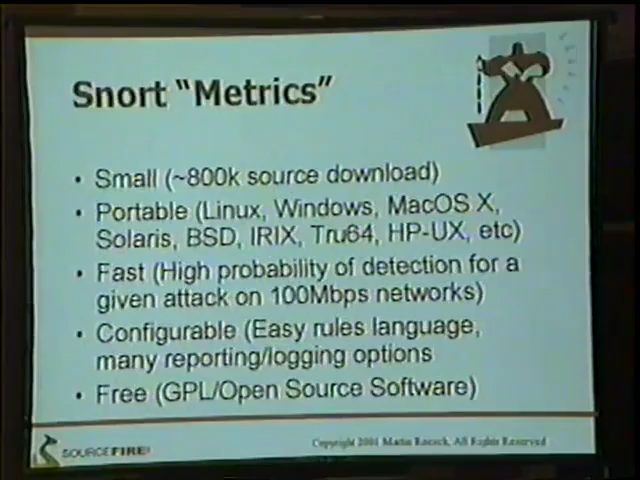 Snort “Metrics”
• Small (~800k source download)
• Portable (Linux, Windows, MacOS X,
Solaris, BSD, IRIX, Tru64, HP-UX, etc)
• Fast (High probability of detection for a
given attack on 100Mbps networks)
• Configurable (Easy rules language,
many reporting/logging options
• Free (GPL/Open Source Software)
SOURCEFIRE
Copyright 2001 Martin Roesch, All Rights Reserved